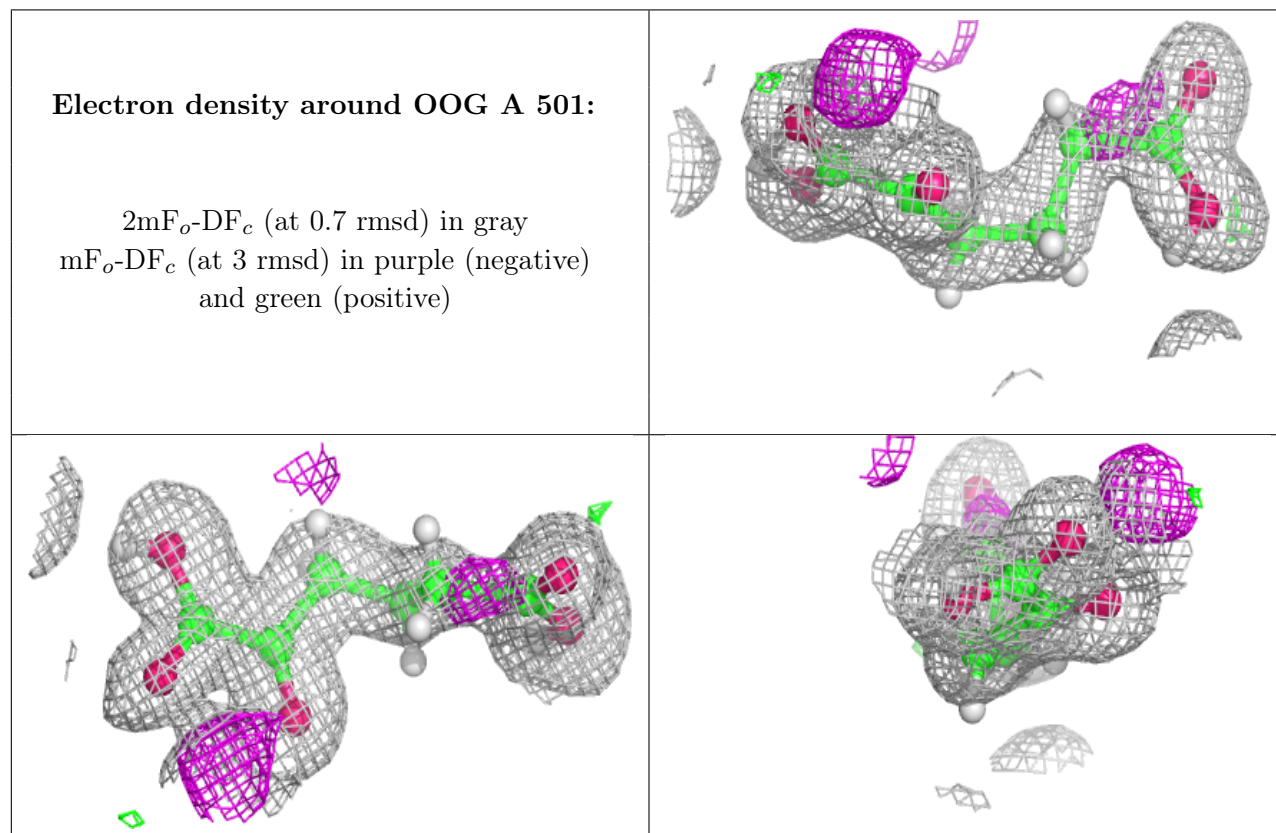 Electron density around OOG A 501:
2mFo-DFc (at 0.7 rmsd) in gray
mFo-DFc (at 3 rmsd) in purple (negative)
and green (positive)